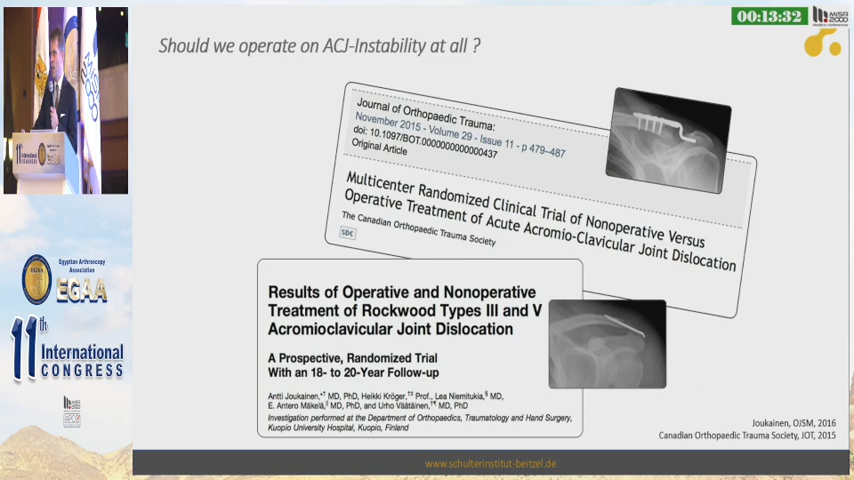 00:13:32
MISR
2000
Should we operate on ACJ-Instability at all ?
Journal of Orthopaedic Trauma:
November 2015 - Volume 29 - Issue 11 - p 479–487
doi: 10.1097/BOT.0000000000000437
Original Article
Multicenter Randomized Clinical Trial of Nonoperative Versus
Operative Treatment of Acute Acromio-Clavicular Joint Dislocation
The Canadian Orthopaedic Trauma Society
SDC
Results of Operative and Nonoperative
Treatment of Rockwood Types III and V
Acromioclavicular Joint Dislocation
A Prospective, Randomized Trial
With an 18- to 20-Year Follow-up
Antti Joukainen,*† MD, PhD, Heikki Kröger,†‡ Prof., Lea Niemitukia,§ MD,
E. Antero Mäkelä,|| MD, PhD, and Urho Väätäinen,†¶ MD, PhD
Investigation performed at the Department of Orthopaedics, Traumatology and Hand Surgery,
Kuopio University Hospital, Kuopio, Finland
Joukainen, OJSM, 2016
Canadian Orthopaedic Trauma Society, JOT, 2015
www.schulterinstitut-beitzel.de
Egyptian Arthroscopy
Association
EGAA
11th
International
CONGRESS